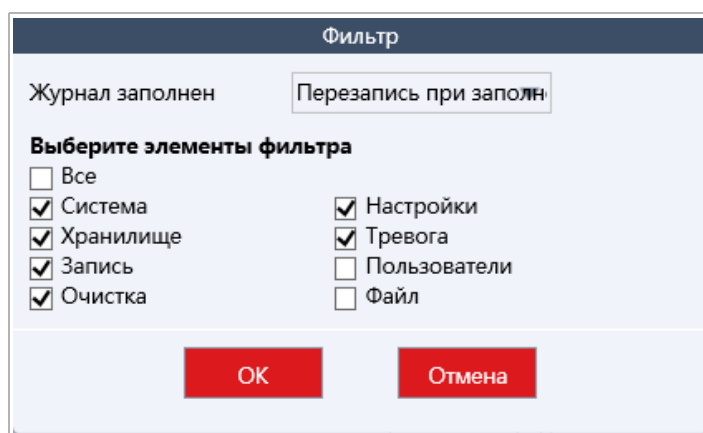 Фильтр
Журнал заполнен Перезапись при заполн
Выберите элементы фильтра
Все
Система Настройки
Хранилище Тревога
Запись Пользователи
Очистка Файл
OK Отмена